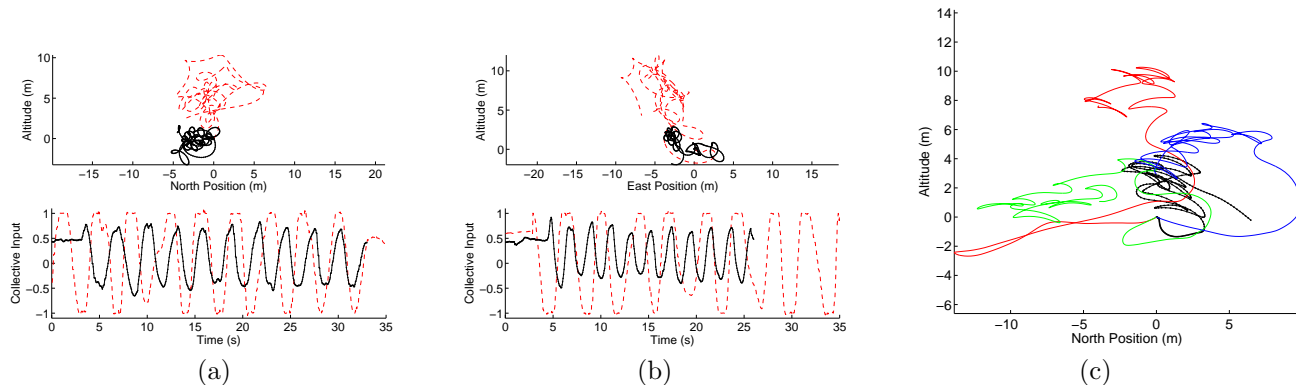 10
5
0
Altitude (m)
−15 −10 −5 0 5 10 15 20
North Position (m)
1
0.5
0
−0.5
−1
Collective Input
0 5 10 15 20 25 30 35
Time (s)
(a)
10
5
0
Altitude (m)
−20 −15 −10 −5 0 5 10 15
East Position (m)
1
0.5
0
−0.5
−1
Collective Input
0 5 10 15 20 25 30 35
Time (s)
(b)
14
12
10
8
6
4
2
0
−2
−4
−6
Altitude (m)
−10 −5 0 5
North Position (m)
(c)